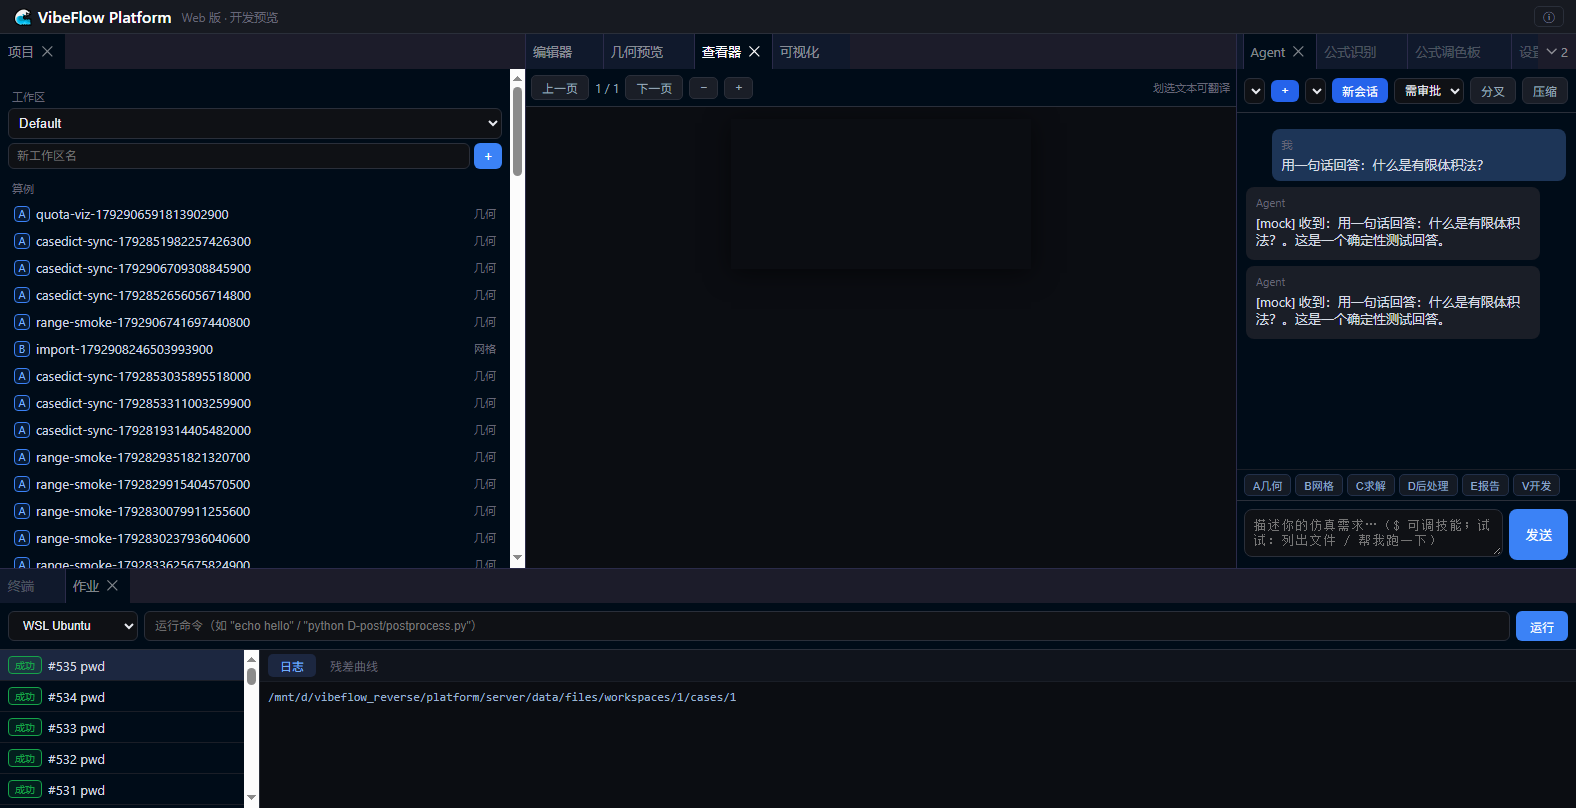 VibeFlow Platform Web 版 · 开发预览
项目
工作区
Default
新工作区名
+
算例
A quota-viz-1792906591813902900 几何
A casedict-sync-1792851982257426300 几何
A casedict-sync-1792906709308845900 几何
A casedict-sync-1792852656056714800 几何
A range-smoke-1792906741697440800 几何
B import-1792908246503993900 网格
A casedict-sync-1792853035895518000 几何
A casedict-sync-1792853311003259900 几何
A casedict-sync-1792819314405482000 几何
A range-smoke-1792829351821320700 几何
A range-smoke-1792829915404570500 几何
A range-smoke-1792830079911255600 几何
A range-smoke-1792830237936040600 几何
A range-smoke-1792833625675824900 几何
编辑器 几何预览 查看器 可视化
上一页 1 / 1 下一页 − + 划选文本可翻译
Agent 公式识别 公式调色板 设 2
+ 新会话 需审批 分叉 压缩
我
用一句话回答：什么是有限体积法？
Agent
[mock] 收到：用一句话回答：什么是有限体积
法？。这是一个确定性测试回答。
Agent
[mock] 收到：用一句话回答：什么是有限体积
法？。这是一个确定性测试回答。
A几何 B网格 C求解 D后处理 E报告 V开发
描述你的仿真需求…（$ 可调技能；试
试：列出文件 / 帮我跑一下）
发送
终端 作业
WSL Ubuntu 运行命令（如 "echo hello" / "python D-post/postprocess.py"） 运行
成功 #535 pwd
成功 #534 pwd
成功 #533 pwd
成功 #532 pwd
成功 #531 pwd
日志 残差曲线
/mnt/d/vibeflow_reverse/platform/server/data/files/workspaces/1/cases/1